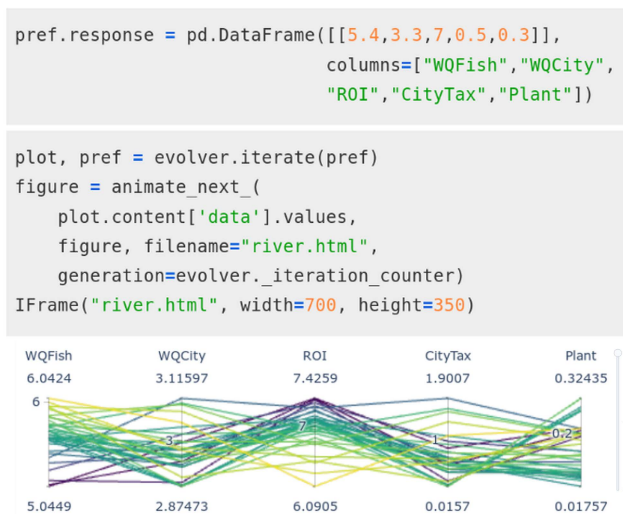 pref.response = pd.DataFrame([[5.4,3.3,7,0.5,0.3]],
columns=["WQFish","WQCity",
"ROI","CityTax","Plant"])
plot, pref = evolver.iterate(pref)
figure = animate_next_(
plot.content['data'].values,
figure, filename="river.html",
generation=evolver._iteration_counter)
IFrame("river.html", width=700, height=350)
WQFish WQCity ROI CityTax Plant
6.0424 3.11597 7.4259 1.9007 0.32435
6
3 7 1 0.2
5.0449 2.87473 6.0905 0.0157 0.01757